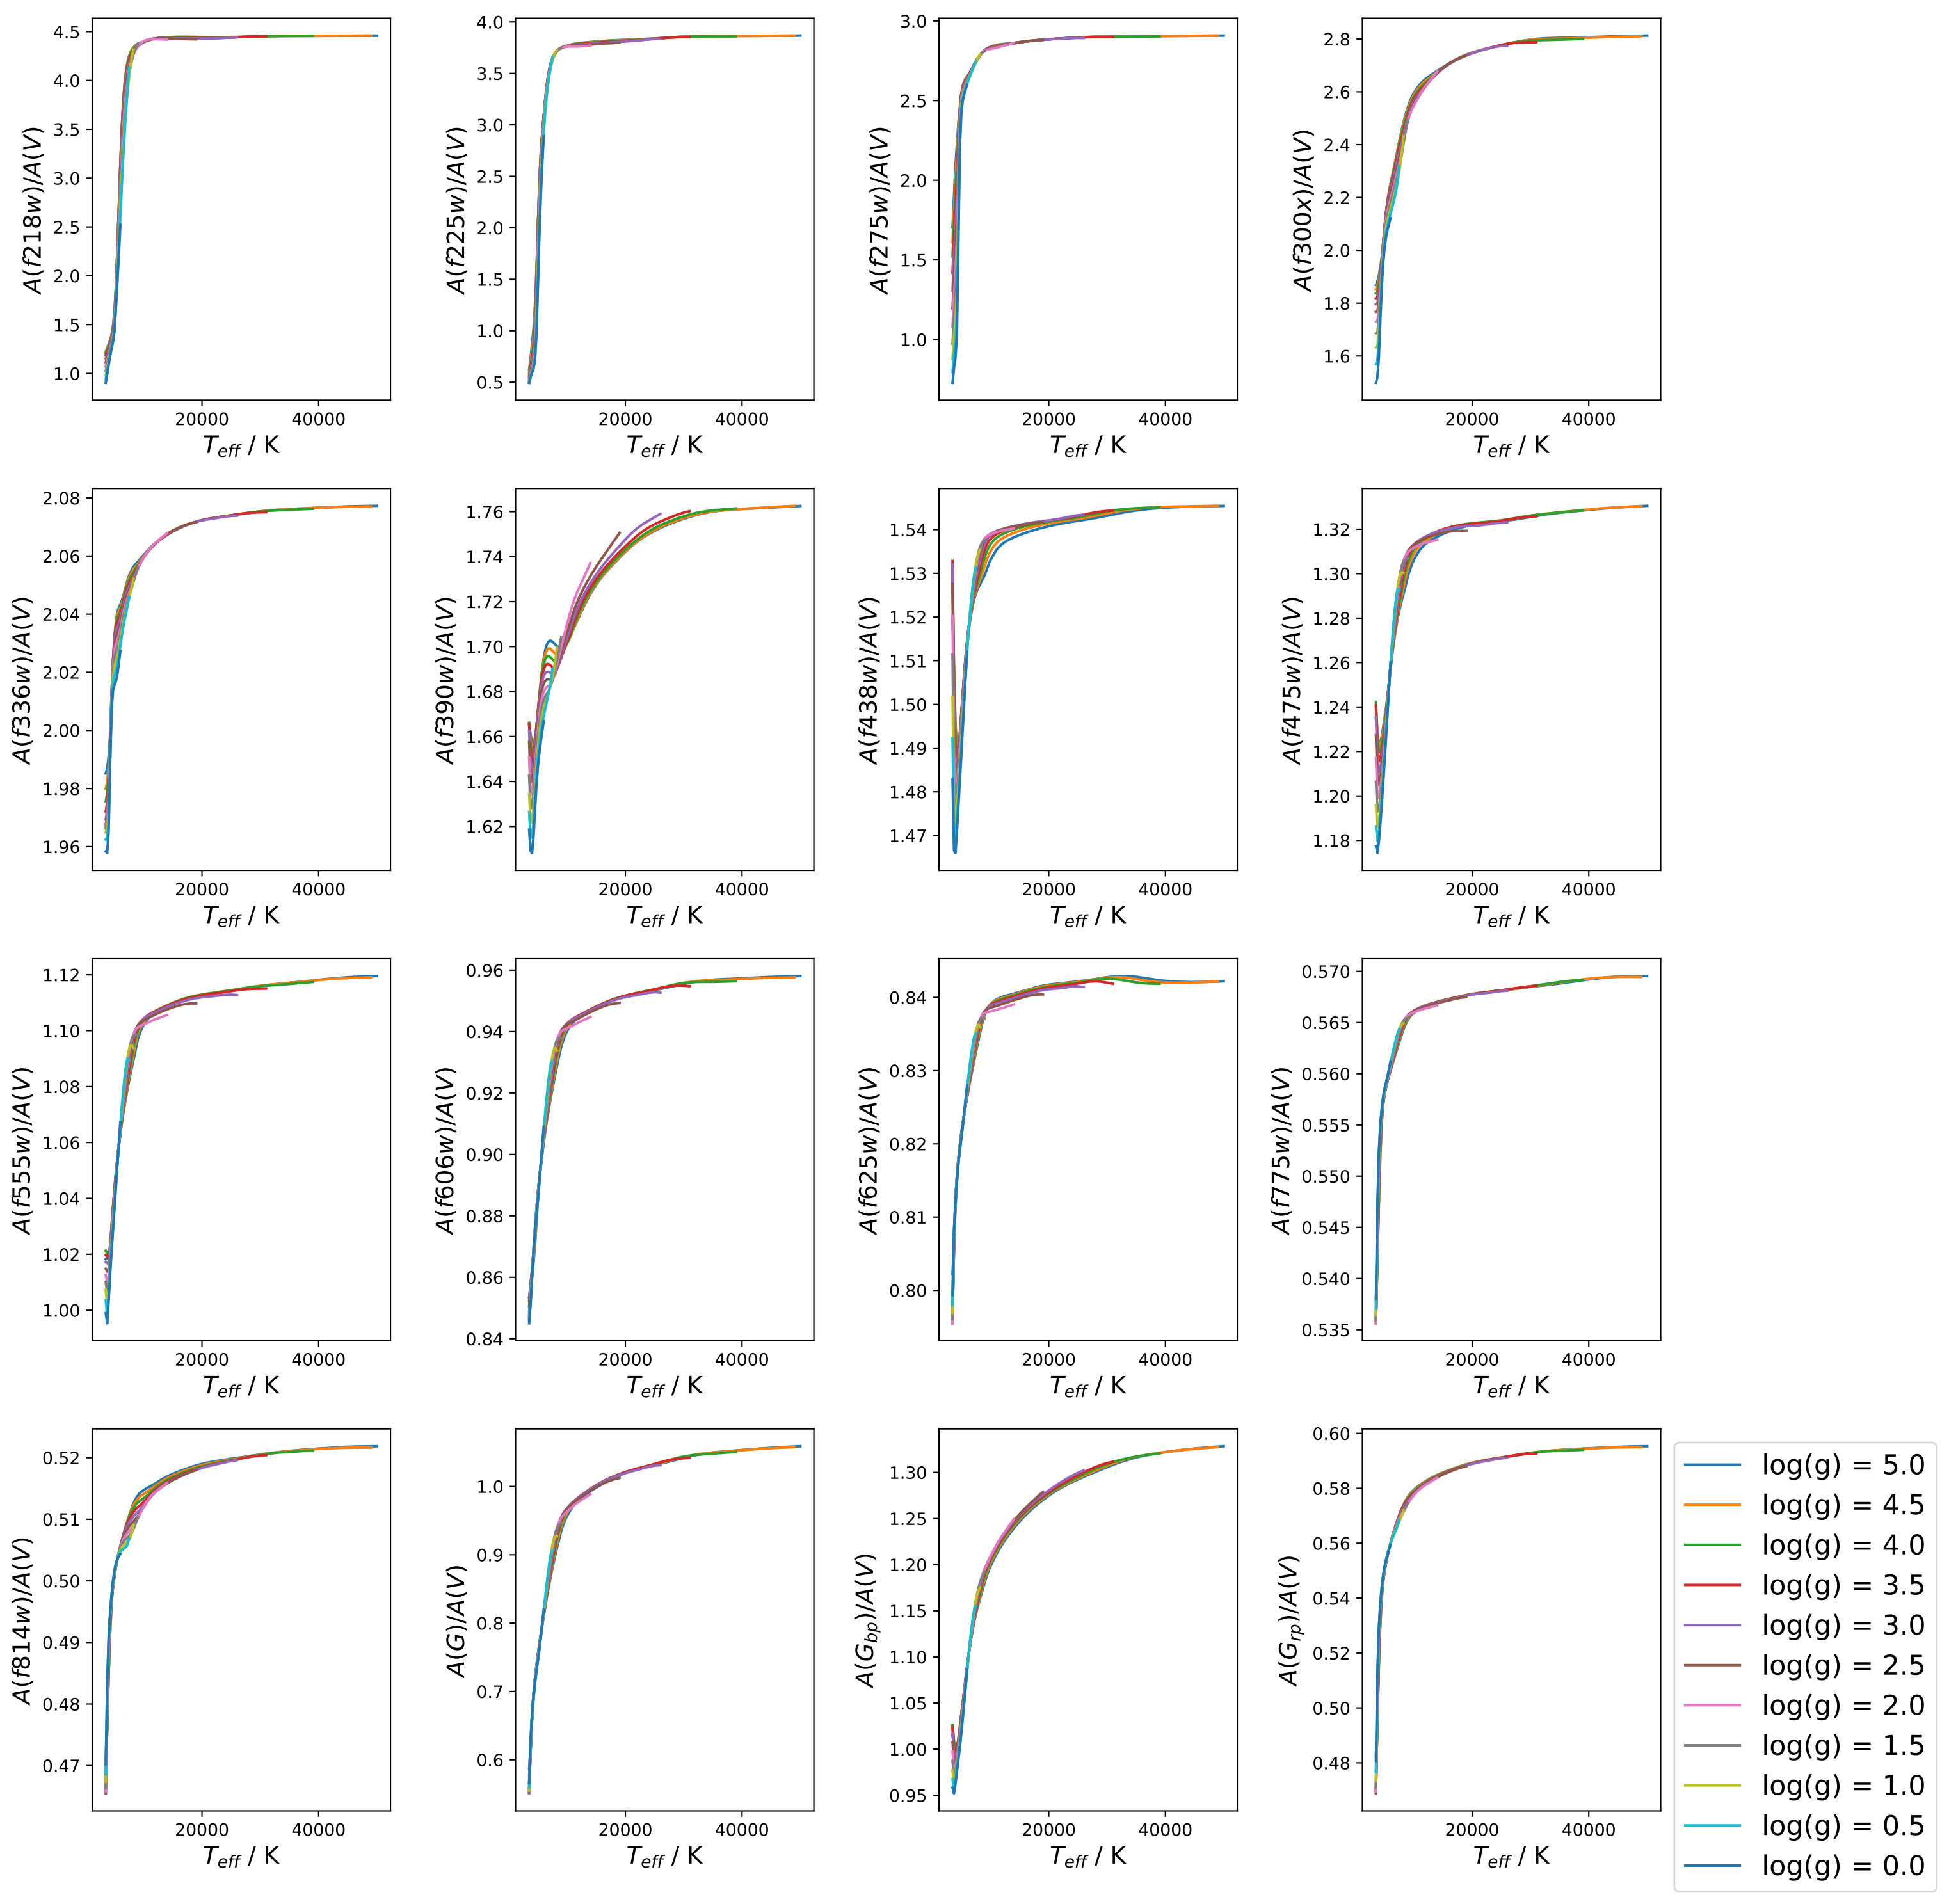 4.5
4.0
3.5
3.0
2.5
2.0
1.5
1.0
A(f218w)/A(V)
20000 40000
T_eff / K
4.0
3.5
3.0
2.5
2.0
1.5
1.0
0.5
A(f225w)/A(V)
20000 40000
T_eff / K
3.0
2.5
2.0
1.5
1.0
A(f275w)/A(V)
20000 40000
T_eff / K
2.8
2.6
2.4
2.2
2.0
1.8
1.6
A(f300x)/A(V)
20000 40000
T_eff / K
2.08
2.06
2.04
2.02
2.00
1.98
1.96
A(f336w)/A(V)
20000 40000
T_eff / K
1.76
1.74
1.72
1.70
1.68
1.66
1.64
1.62
A(f390w)/A(V)
20000 40000
T_eff / K
1.54
1.53
1.52
1.51
1.50
1.49
1.48
1.47
A(f438w)/A(V)
20000 40000
T_eff / K
1.32
1.30
1.28
1.26
1.24
1.22
1.20
1.18
A(f475w)/A(V)
20000 40000
T_eff / K
1.12
1.10
1.08
1.06
1.04
1.02
1.00
A(f555w)/A(V)
20000 40000
T_eff / K
0.96
0.94
0.92
0.90
0.88
0.86
0.84
A(f606w)/A(V)
20000 40000
T_eff / K
0.84
0.83
0.82
0.81
0.80
A(f625w)/A(V)
20000 40000
T_eff / K
0.570
0.565
0.560
0.555
0.550
0.545
0.540
0.535
A(f775w)/A(V)
20000 40000
T_eff / K
0.52
0.51
0.50
0.49
0.48
0.47
A(f814w)/A(V)
20000 40000
T_eff / K
1.0
0.9
0.8
0.7
0.6
A(G)/A(V)
20000 40000
T_eff / K
1.30
1.25
1.20
1.15
1.10
1.05
1.00
0.95
A(G_bp)/A(V)
20000 40000
T_eff / K
0.60
0.58
0.56
0.54
0.52
0.50
0.48
A(G_rp)/A(V)
20000 40000
T_eff / K
log(g) = 5.0
log(g) = 4.5
log(g) = 4.0
log(g) = 3.5
log(g) = 3.0
log(g) = 2.5
log(g) = 2.0
log(g) = 1.5
log(g) = 1.0
log(g) = 0.5
log(g) = 0.0